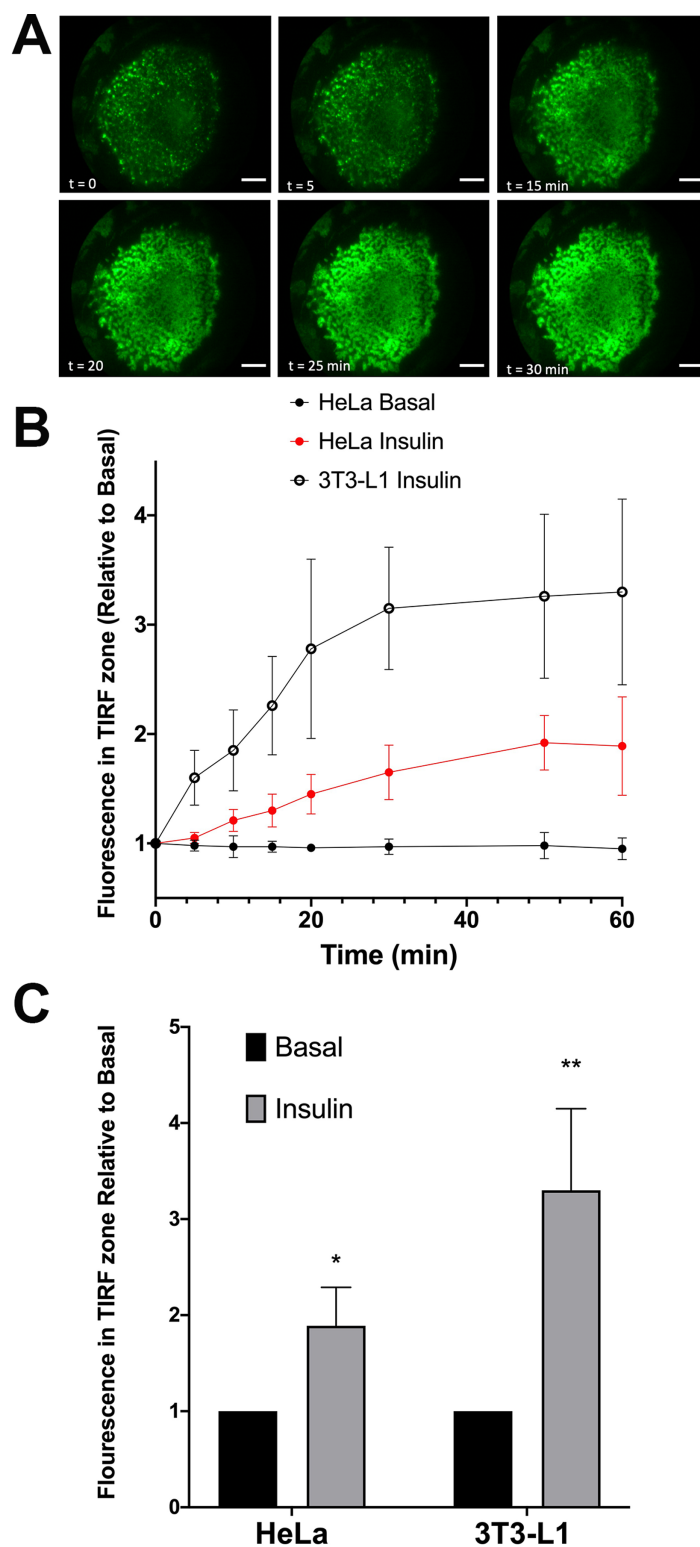 A
t = 0
t = 5
t = 15 min
t = 20
t = 25 min
t = 30 min
B
HeLa Basal
HeLa Insulin
3T3-L1 Insulin
Fluorescence in TIRF zone (Relative to Basal)
4
3
2
1
0
20
40
60
Time (min)
C
Flourescence in TIRF zone Relative to Basal
5
4
3
2
1
0
Basal
Insulin
*
**
HeLa
3T3-L1